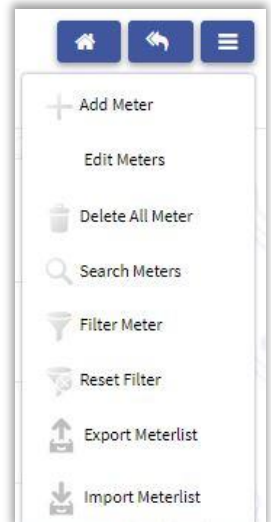 Add Meter
Edit Meters
Delete All Meter
Search Meters
Filter Meter
Reset Filter
Export Meterlist
Import Meterlist